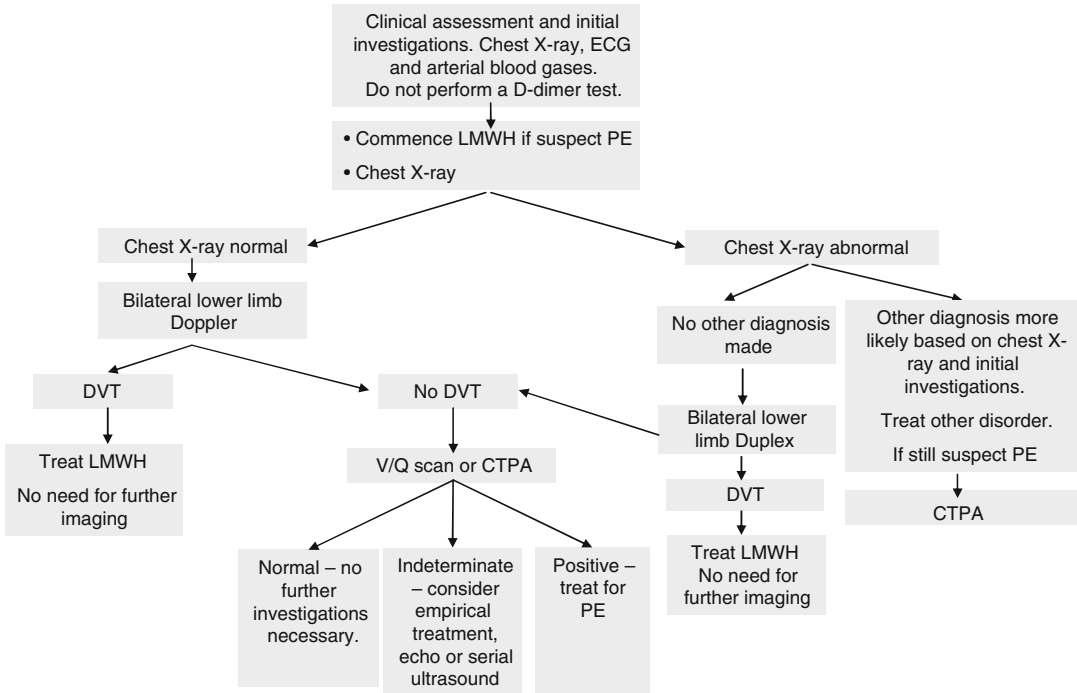 Clinical assessment and initial
investigations. Chest X-ray, ECG
and arterial blood gases.
Do not perform a D-dimer test.
• Commence LMWH if suspect PE
• Chest X-ray
Chest X-ray normal
Chest X-ray abnormal
Bilateral lower limb
Doppler
No other diagnosis
made
Other diagnosis more
likely based on chest X-
ray and initial
investigations.
Treat other disorder.
If still suspect PE
DVT
No DVT
Bilateral lower
limb Duplex
Treat LMWH
No need for further
imaging
V/Q scan or CTPA
DVT
CTPA
Normal – no
further
investigations
necessary.
Indeterminate
– consider
empirical
treatment,
echo or serial
ultrasound
Positive –
treat for
PE
Treat LMWH
No need for
further imaging